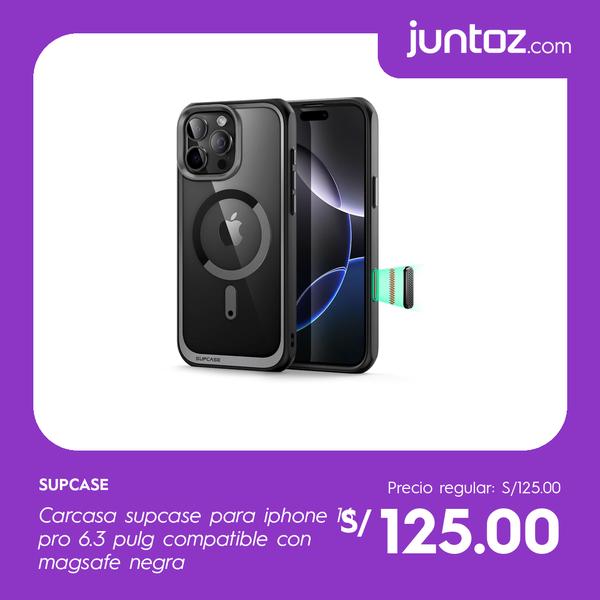 juntoz.com
SUPCASE
SUPCASE
Precio regular: S/125.00
Carcasa supcase para iphone
pro 6.3 pulg compatible con
magsafe negra
S/125.00